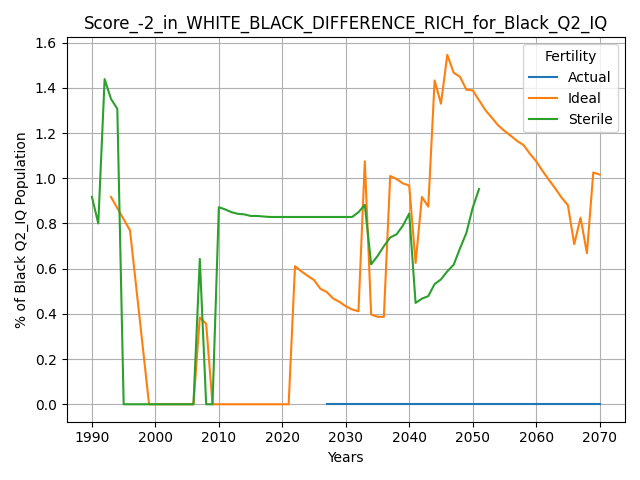 Score_-2_in_WHITE_BLACK_DIFFERENCE_RICH_for_Black_Q2_IQ
Fertility
Actual
Ideal
Sterile
% of Black Q2_IQ Population
1.6
1.4
1.2
1.0
0.8
0.6
0.4
0.2
0.0
1990 2000 2010 2020 2030 2040 2050 2060 2070
Years